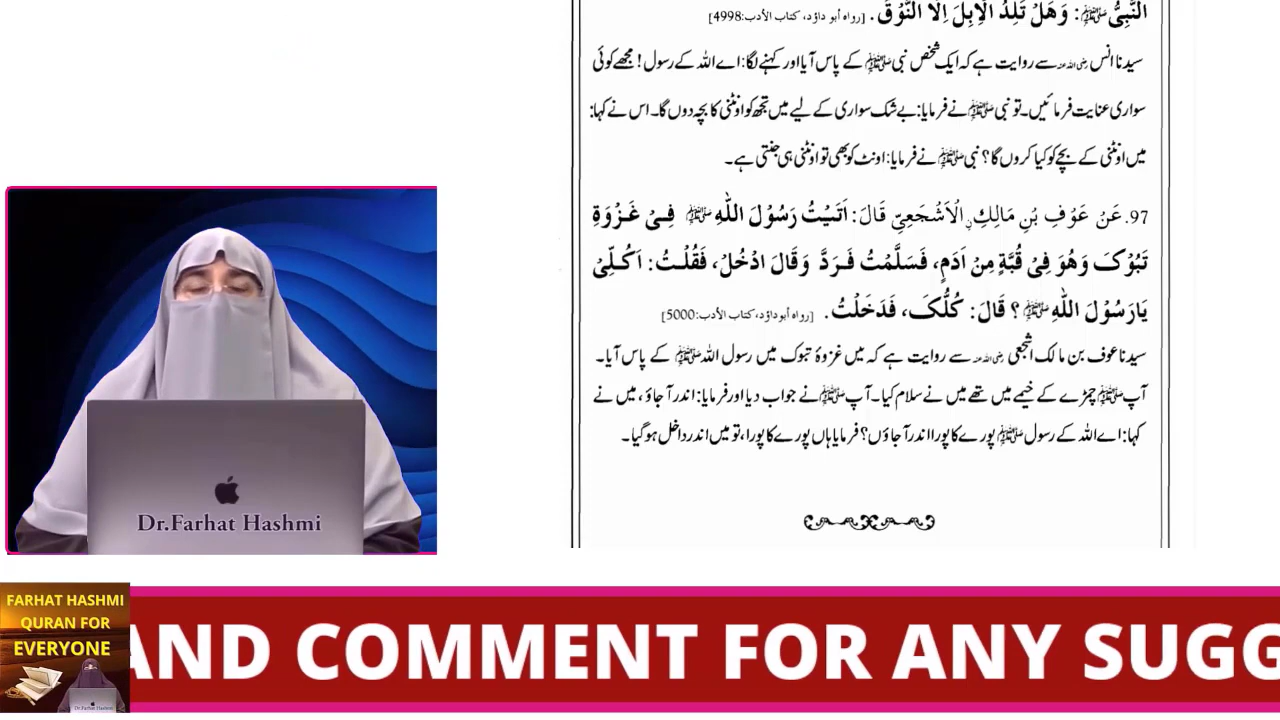 النَّبِيُّ ﷺ: وَهَلْ تَلِدُ الْاِبِلَ اِلَّا النُّوْقُ. [رواه أبو داؤد، کتاب الأدب:4998]
سیدنا انس رضی اللہ عنہ سے روایت ہے کہ ایک شخص نبی ﷺ کے پاس آیا اور کہنے لگا: اے اللہ کے رسول! مجھے کوئی
سواری عنایت فرمائیں۔ تو نبی ﷺ نے فرمایا: بے شک سواری کے لیے میں تجھ کو اونٹنی کا بچہ دوں گا۔ اس نے کہا:
میں اونٹنی کے بچے کو کیا کروں گا؟ نبی ﷺ نے فرمایا: اونٹ کو بھی تو اونٹنی ہی جنتی ہے۔
97. عَنْ عَوْفِ بْنِ مَالِكِ ۨالْاَشْجَعِيِّ قَالَ: اَتَيْتُ رَسُوْلَ اللّٰهِ ﷺ فِيْ غَزْوَةِ
تَبُوْكَ وَهُوَ فِيْ قُبَّةٍ مِنْ اَدَمٍ، فَسَلَّمْتُ فَرَدَّ وَقَالَ ادْخُلْ، فَقُلْتُ: اَكُلِّيْ
يَارَسُوْلَ اللّٰهِ ﷺ؟ قَالَ: كُلُّكَ، فَدَخَلْتُ. [رواه أبو داؤد، کتاب الأدب:5000]
سیدنا عوف بن مالک اشجعی رضی اللہ عنہ سے روایت ہے کہ میں غزوۂ تبوک میں رسول اللہ ﷺ کے پاس آیا۔
آپ ﷺ چمڑے کے خیمے میں تھے میں نے سلام کیا۔ آپ ﷺ نے جواب دیا اور فرمایا: اندر آ جاؤ، میں نے
کہا: اے اللہ کے رسول ﷺ پورے کا پورا اندر آ جاؤں؟ فرمایا ہاں پورے کا پورا، تو میں اندر داخل ہو گیا۔
Dr.Farhat Hashmi
FARHAT HASHMI
QURAN FOR
EVERYONE
Dr.Farhat Hashmi
AND COMMENT FOR ANY SUGG